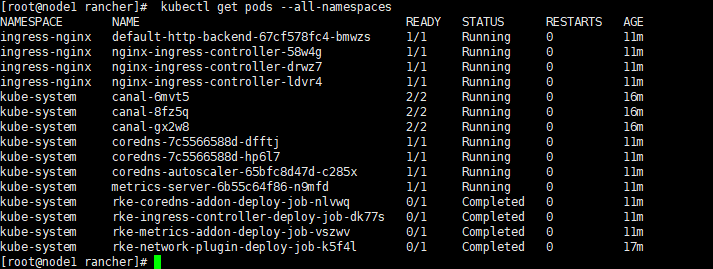 [root@node1 rancher]#  kubectl get pods --all-namespaces
NAMESPACE       NAME                                      READY   STATUS      RESTARTS   AGE
ingress-nginx   default-http-backend-67cf578fc4-bmwzs     1/1     Running     0          11m
ingress-nginx   nginx-ingress-controller-58w4g            1/1     Running     0          11m
ingress-nginx   nginx-ingress-controller-drwz7            1/1     Running     0          11m
ingress-nginx   nginx-ingress-controller-ldvr4            1/1     Running     0          11m
kube-system     canal-6mvt5                               2/2     Running     0          16m
kube-system     canal-8fz5q                               2/2     Running     0          16m
kube-system     canal-gx2w8                               2/2     Running     0          16m
kube-system     coredns-7c5566588d-dfftj                  1/1     Running     0          11m
kube-system     coredns-7c5566588d-hp6l7                  1/1     Running     0          11m
kube-system     coredns-autoscaler-65bfc8d47d-c285x       1/1     Running     0          11m
kube-system     metrics-server-6b55c64f86-n9mfd           1/1     Running     0          11m
kube-system     rke-coredns-addon-deploy-job-nlvwq        0/1     Completed   0          11m
kube-system     rke-ingress-controller-deploy-job-dk77s   0/1     Completed   0          11m
kube-system     rke-metrics-addon-deploy-job-vszwv        0/1     Completed   0          11m
kube-system     rke-network-plugin-deploy-job-k5f4l       0/1     Completed   0          17m
[root@node1 rancher]#